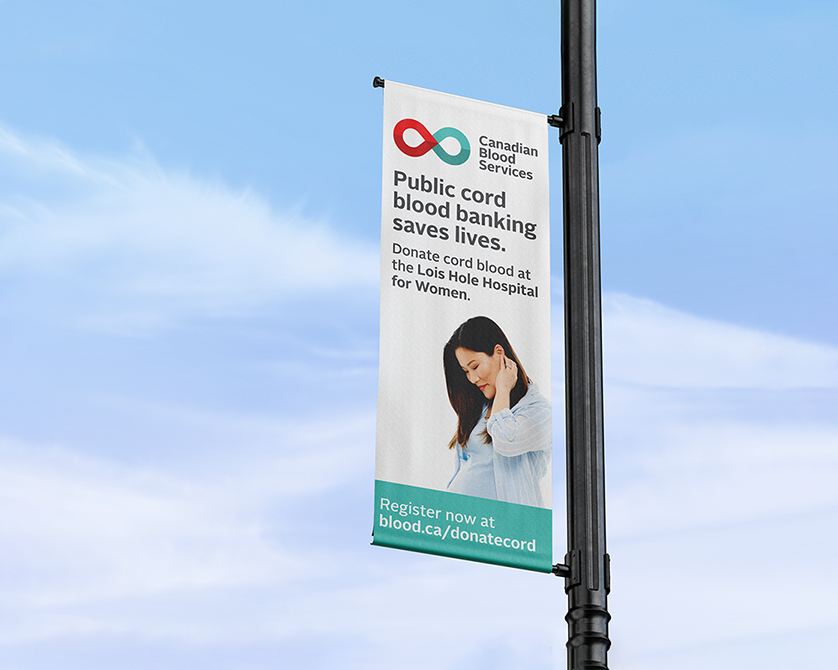 Canadian
Blood
Services
Public cord
blood banking
saves lives.
Donate cord blood at
the Lois Hole Hospital
for Women.
Register now at
blood.ca/donatecord